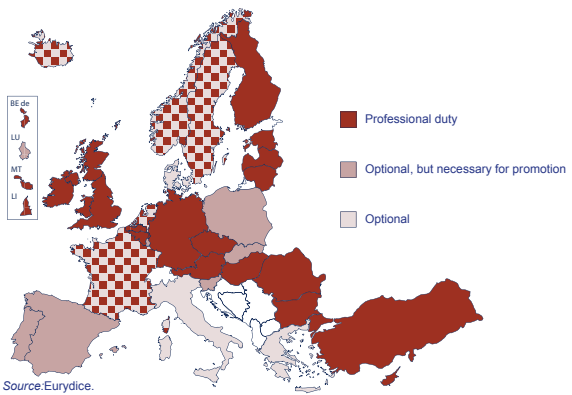 BE de
LU
MT
LI
Professional duty
Optional, but necessary for promotion
Optional
Source:Eurydice.